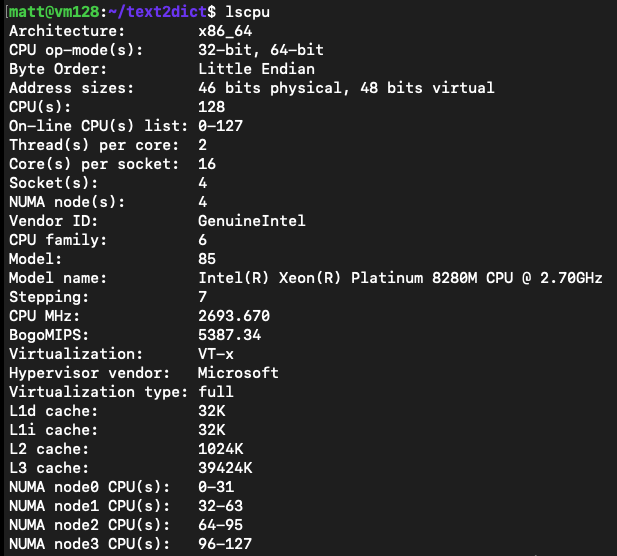 matt@vm128:~/text2dict$ lscpu
Architecture: x86_64
CPU op-mode(s): 32-bit, 64-bit
Byte Order: Little Endian
Address sizes: 46 bits physical, 48 bits virtual
CPU(s): 128
On-line CPU(s) list: 0-127
Thread(s) per core: 2
Core(s) per socket: 16
Socket(s): 4
NUMA node(s): 4
Vendor ID: GenuineIntel
CPU family: 6
Model: 85
Model name: Intel(R) Xeon(R) Platinum 8280M CPU @ 2.70GHz
Stepping: 7
CPU MHz: 2693.670
BogoMIPS: 5387.34
Virtualization: VT-x
Hypervisor vendor: Microsoft
Virtualization type: full
L1d cache: 32K
L1i cache: 32K
L2 cache: 1024K
L3 cache: 39424K
NUMA node0 CPU(s): 0-31
NUMA node1 CPU(s): 32-63
NUMA node2 CPU(s): 64-95
NUMA node3 CPU(s): 96-127